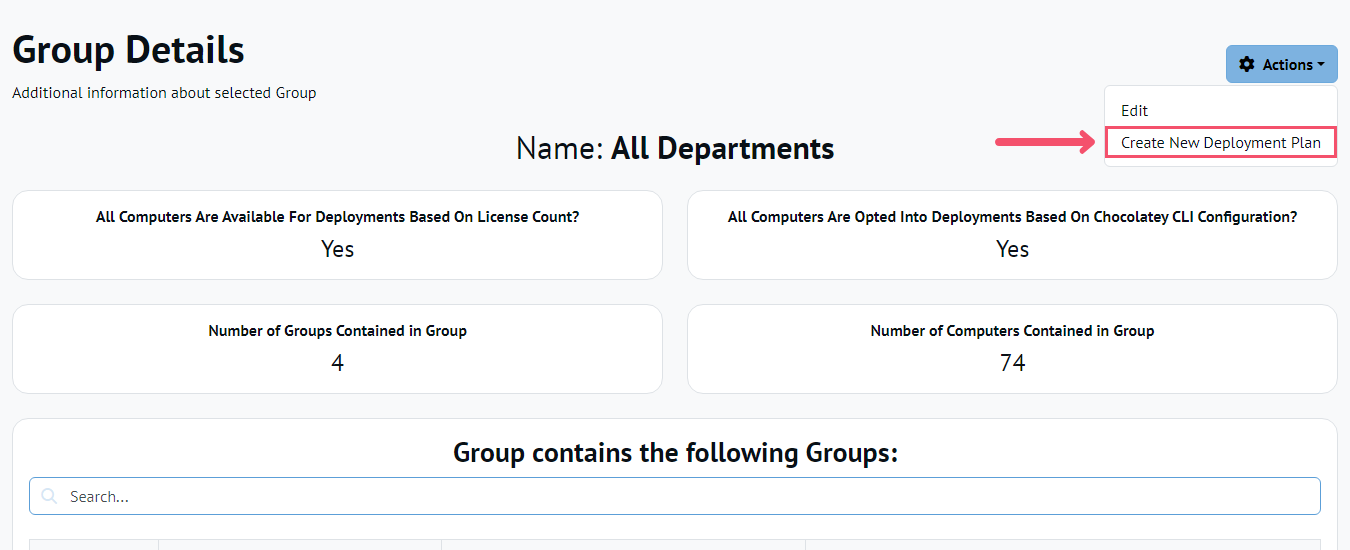 Group Details
Actions
Additional information about selected Group
Edit
Create New Deployment Plan
Name: All Departments
All Computers Are Available For Deployments Based On License Count?
Yes
All Computers Are Opted Into Deployments Based On Chocolatey CLI Configuration?
Yes
Number of Groups Contained in Group
4
Number of Computers Contained in Group
74
Group contains the following Groups:
Search...